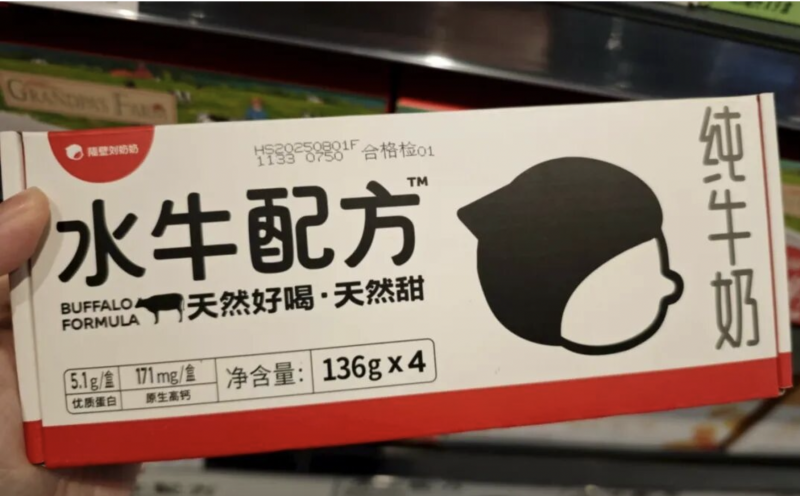 GRANDPA'S FARM
隔壁刘奶奶
HS20250801F
1133 0750 合格检01
水牛配方™
BUFFALO
FORMULA
天然好喝·天然甜
5.1g/盒
优质蛋白
171mg/盒
原生高钙
净含量:
136g×4
纯牛奶